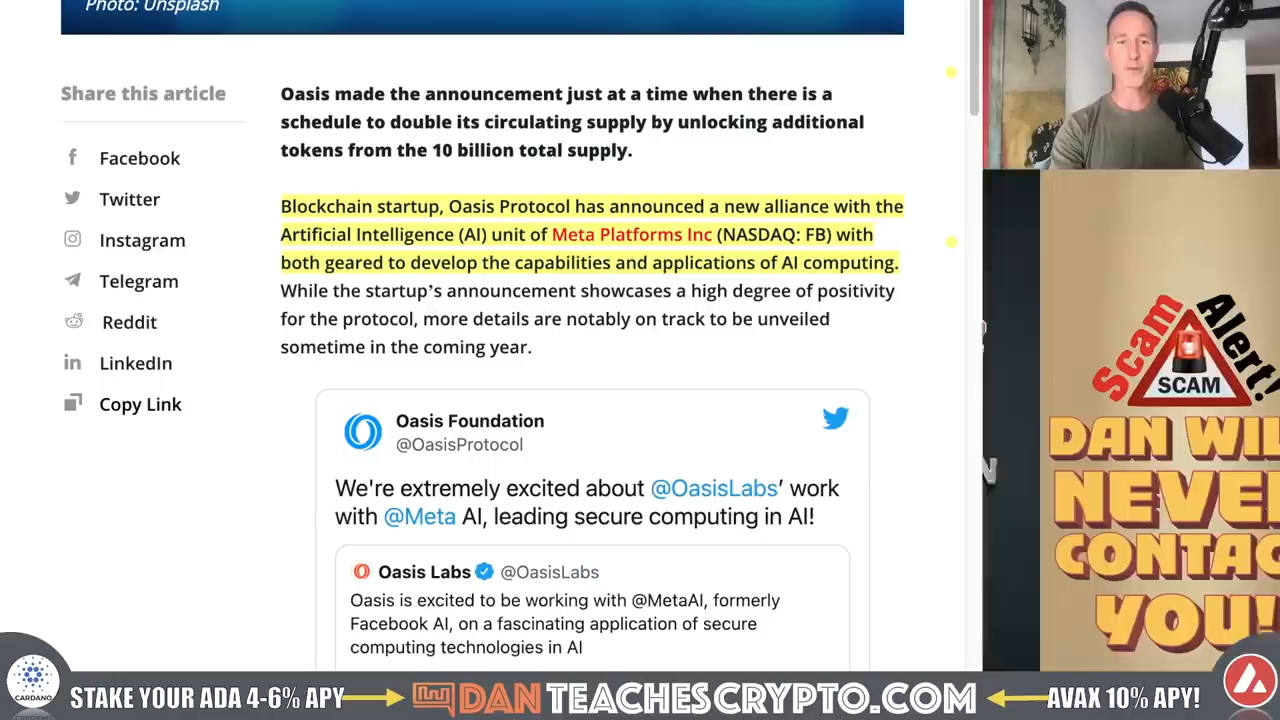 Photo: Unsplash
Share this article
Facebook
Twitter
Instagram
Telegram
Reddit
LinkedIn
Copy Link
Oasis made the announcement just at a time when there is a
schedule to double its circulating supply by unlocking additional
tokens from the 10 billion total supply.
Blockchain startup, Oasis Protocol has announced a new alliance with the
Artificial Intelligence (AI) unit of Meta Platforms Inc (NASDAQ: FB) with
both geared to develop the capabilities and applications of AI computing.
While the startup's announcement showcases a high degree of positivity
for the protocol, more details are notably on track to be unveiled
sometime in the coming year.
Oasis Foundation
@OasisProtocol
We're extremely excited about @OasisLabs' work
with @Meta AI, leading secure computing in AI!
Oasis Labs @OasisLabs
Oasis is excited to be working with @MetaAI, formerly
Facebook AI, on a fascinating application of secure
computing technologies in AI
Scam Alert!
SCAM
DAN WIL
NEVE
CONTAC
YOU!
CARDANO
STAKE YOUR ADA 4-6% APY
DANTEACHESCRYPTO.COM
AVAX 10% APY!